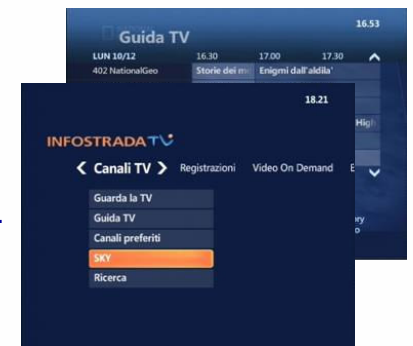 16.53
Guida TV
LUN 10/12 16.30 17.00 17.30
402 NationalGeo Storie dei Enigmi dall'aldila'
High
18.21
INFOSTRADA TV
Canali TV Registrazioni Video On Demand
Guarda la TV
Guida TV
Canali preferiti
SKY
Ricerca